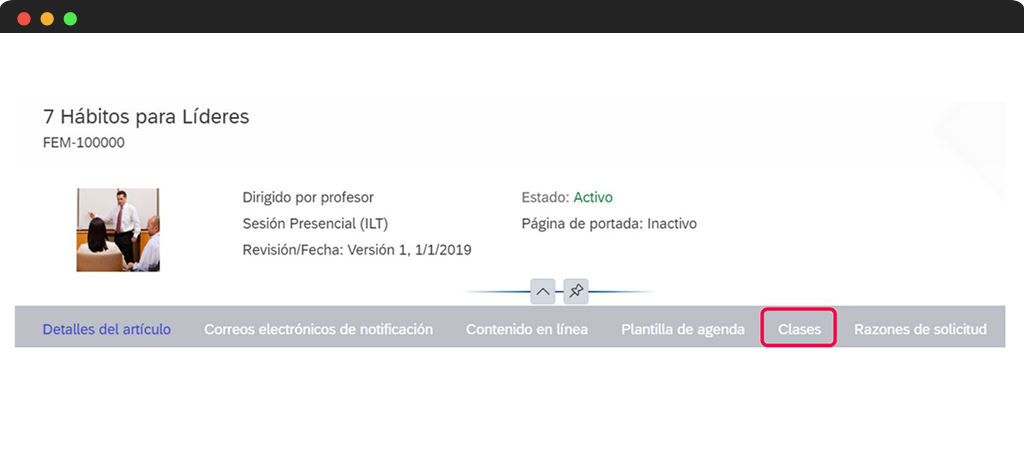 7 Hábitos para Líderes
FEM-100000
Dirigido por profesor
Sesión Presencial (ILT)
Revisión/Fecha: Versión 1, 1/1/2019
Estado: Activo
Página de portada: Inactivo
Detalles del artículo Correos electrónicos de notificación Contenido en línea Plantilla de agenda Clases Razones de solicitud